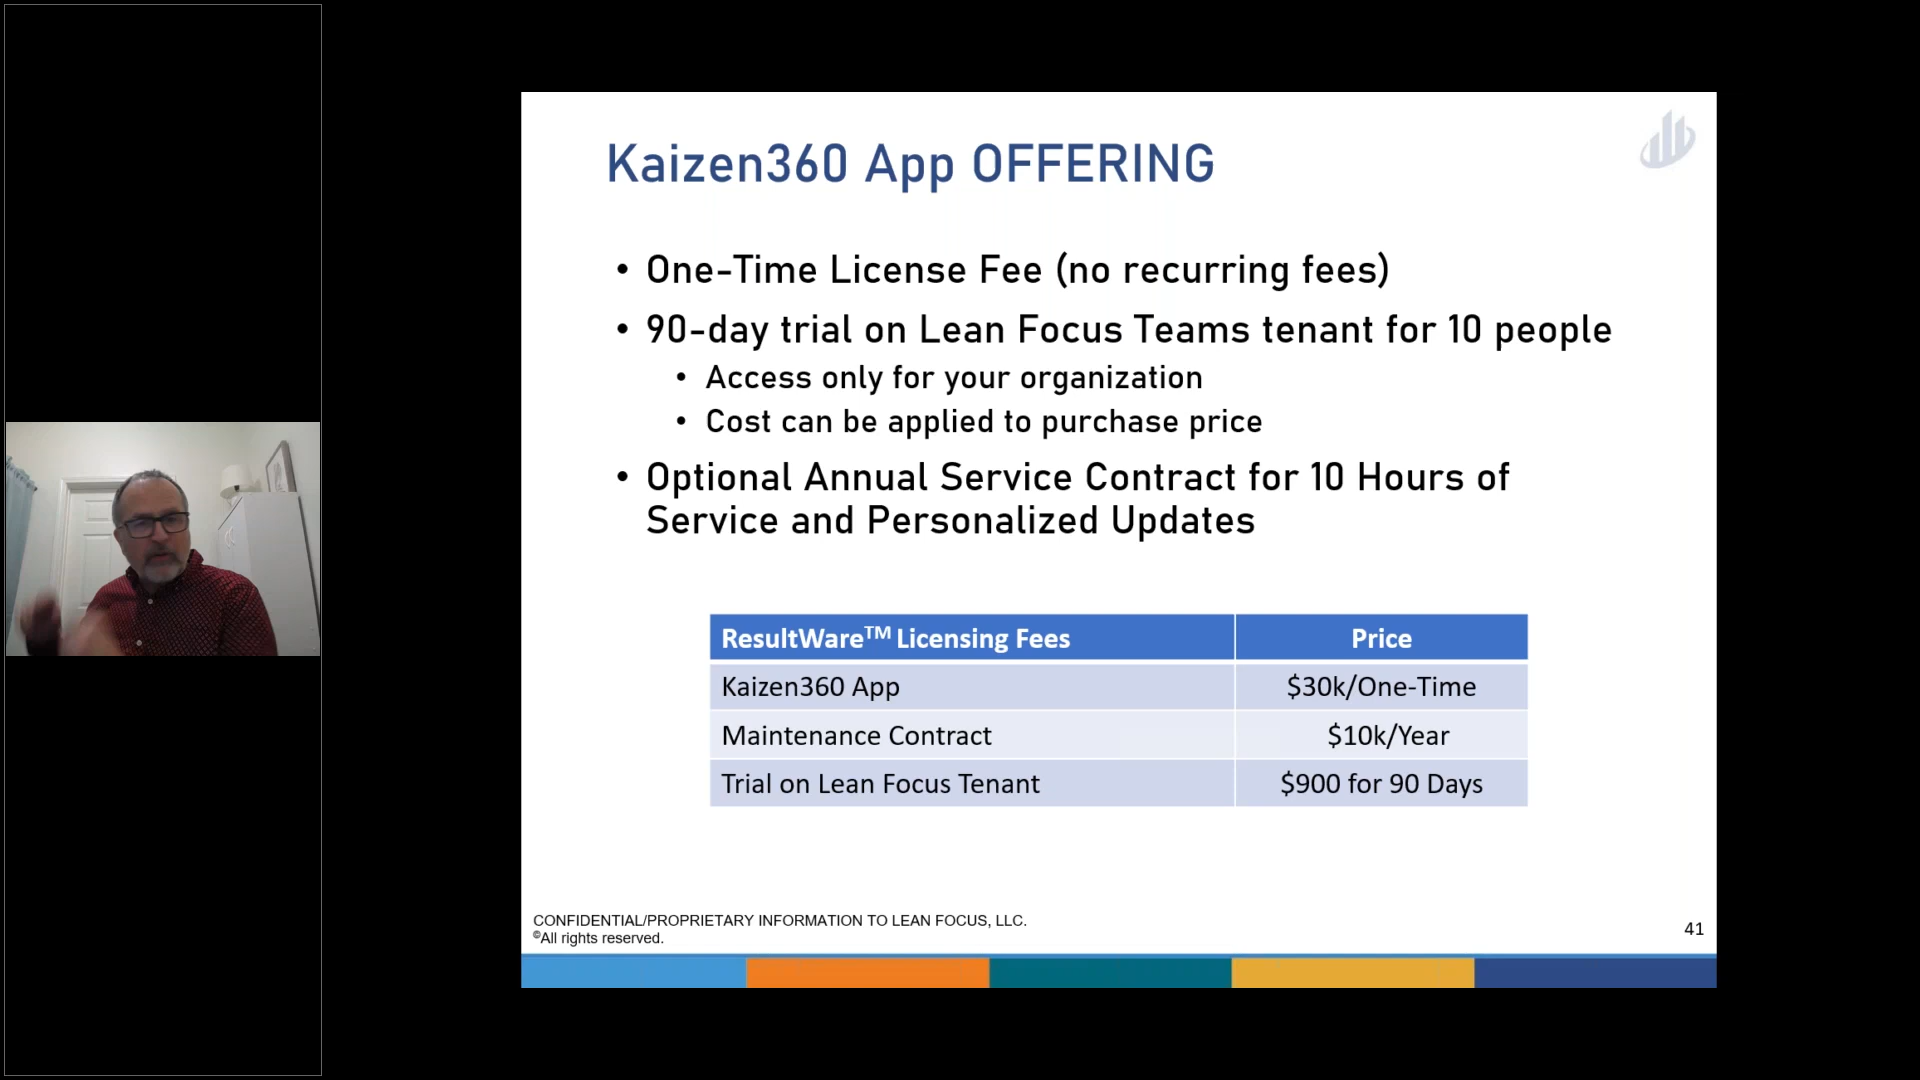 Kaizen360 App OFFERING
• One-Time License Fee (no recurring fees)
• 90-day trial on Lean Focus Teams tenant for 10 people
• Access only for your organization
• Cost can be applied to purchase price
• Optional Annual Service Contract for 10 Hours of
Service and Personalized Updates
ResultWare™ Licensing Fees Price
Kaizen360 App $30k/One-Time
Maintenance Contract $10k/Year
Trial on Lean Focus Tenant $900 for 90 Days
CONFIDENTIAL/PROPRIETARY INFORMATION TO LEAN FOCUS, LLC.
©All rights reserved.
41